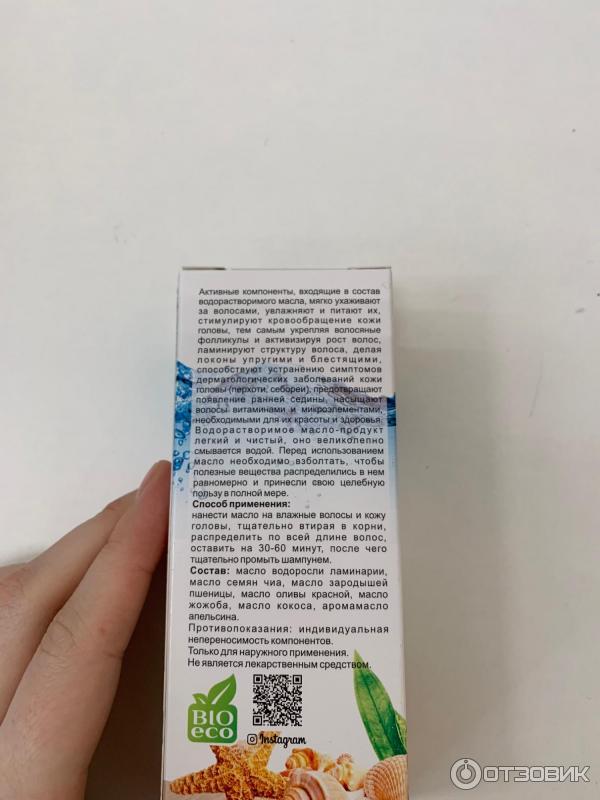 Активные компоненты, входящие в состав
водорастворимого масла, мягко ухаживают
за волосами, увлажняют и питают их,
стимулируют кровообращение кожи
головы, тем самым укрепляя волосяные
фолликулы и активизируя рост волос,
ламинируют структуру волоса, делая
локоны упругими и блестящими,
способствуют устранению симптомов
дерматологических заболеваний кожи
головы (перхоти, себореи), предотвращают
появление ранней седины, насыщают
волосы витаминами и микроэлементами,
необходимыми для их красоты и здоровья.
Водорастворимое масло-продукт
легкий и чистый, оно великолепно
смывается водой. Перед использованием
масло необходимо взболтать, чтобы
полезные вещества распределились в нем
равномерно и принесли свою целебную
пользу в полной мере.
Способ применения:
нанести масло на влажные волосы и кожу
головы, тщательно втирая в корни,
распределить по всей длине волос,
оставить на 30-60 минут, после чего
тщательно промыть шампунем.
Состав: масло водоросли ламинарии,
масло семян чиа, масло зародышей
пшеницы, масло оливы красной, масло
жожоба, масло кокоса, аромамасло
апельсина.
Противопоказания: индивидуальная
непереносимость компонентов.
Только для наружного применения.
Не является лекарственным средством.
BIO
eco
Instagram
ОТЗОВИК